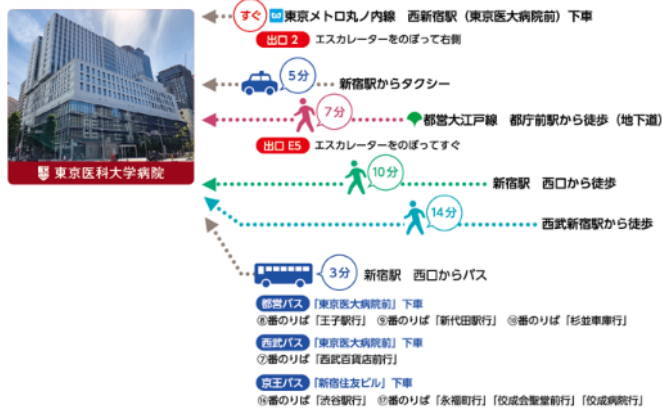 すぐ 東京メトロ丸ノ内線 西新宿駅（東京医大病院前）下車
出口 2 エスカレーターをのぼって右側
5分 新宿駅からタクシー
7分 都営大江戸線 都庁前駅から徒歩（地下道）
出口 E5 エスカレーターをのぼってすぐ
東京医科大学病院
10分 新宿駅 西口から徒歩
14分 西武新宿駅から徒歩
3分 新宿駅 西口からバス
都営バス 「東京医大病院前」下車
⑧番のりば「王子駅行」 ⑨番のりば「新代田駅行」 ⑩番のりば「杉並車庫行」
西武バス 「東京医大病院前」下車
⑦番のりば「西武百貨店前行」
京王バス 「新宿住友ビル」下車
⑯番のりば「渋谷駅行」 ⑰番のりば「永福町行」「佼成会聖堂前行」「佼成病院行」